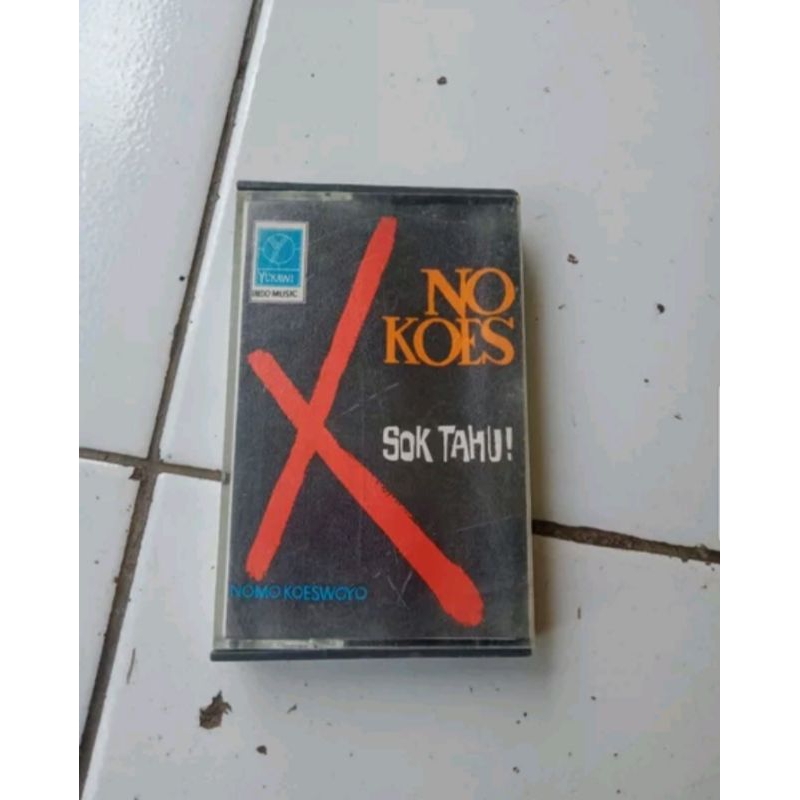 YUKAWI
INDO MUSIC
NO
KOES
SOK TAHU!
NOMO KOESWOYO